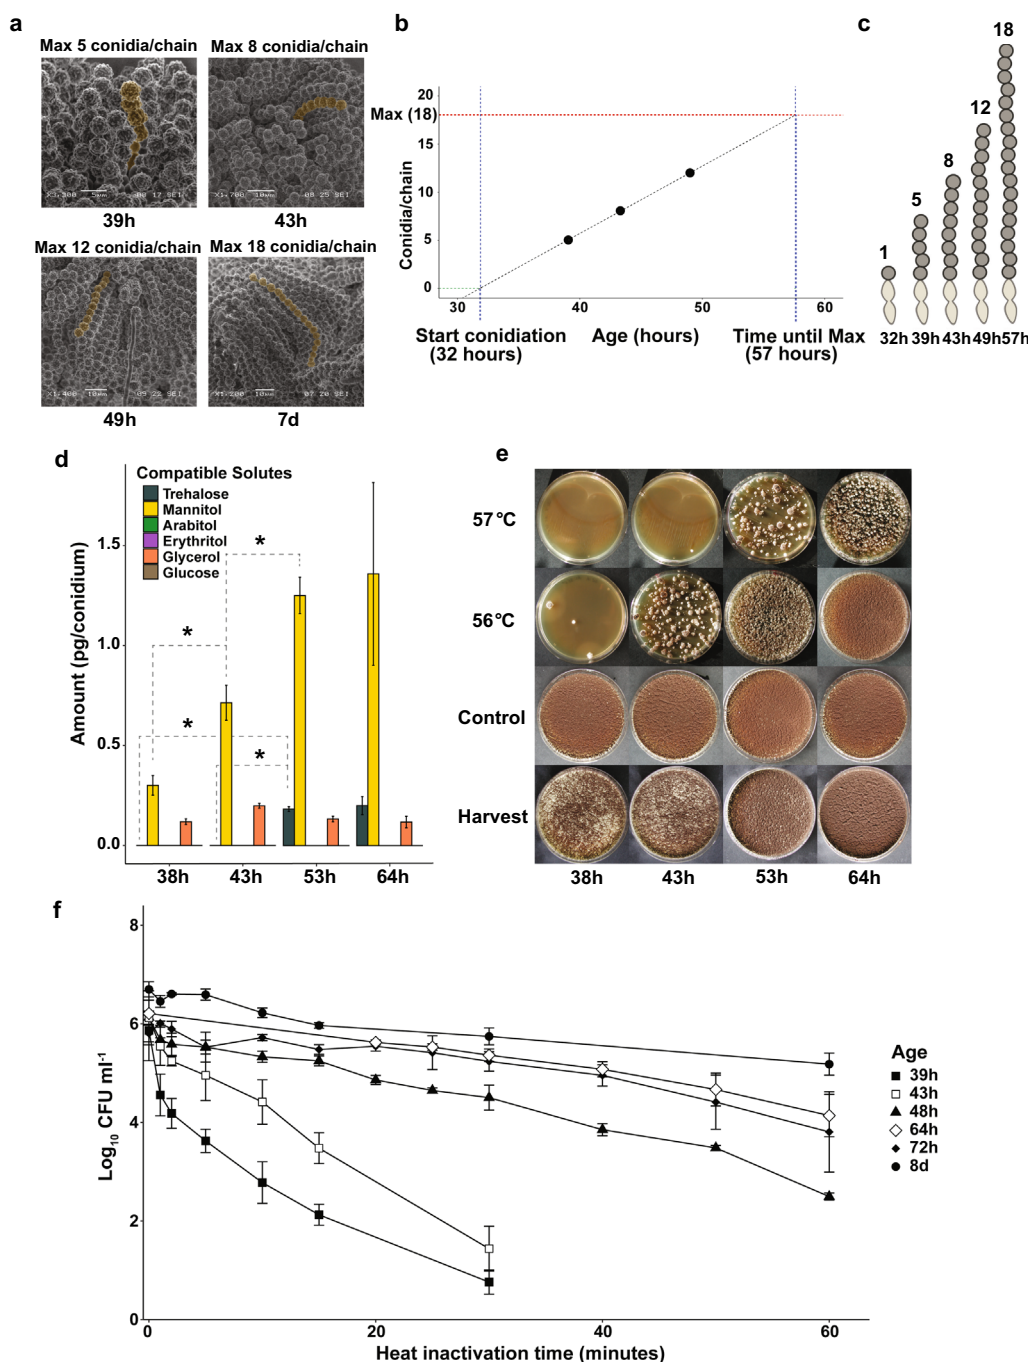 a
Max 5 conidia/chain
Max 8 conidia/chain
39h
43h
Max 12 conidia/chain
Max 18 conidia/chain
49h
7d
b
Conidia/chain
20
Max (18)
15
10
5
0
30
40
50
60
Start conidiation
(32 hours)
Age (hours)
Time until Max
(57 hours)
c
18
12
8
5
1
32h 39h 43h 49h 57h
d
Compatible Solutes
Trehalose
Mannitol
Arabitol
Erythritol
Glycerol
Glucose
Amount (pg/conidium)
1.5
1.0
0.5
0.0
*
*
*
*
38h
43h
53h
64h
e
57°C
56°C
Control
Harvest
38h
43h
53h
64h
f
Log10 CFU ml-1
8
6
4
2
0
0
20
40
60
Heat inactivation time (minutes)
Age
39h
43h
48h
64h
72h
8d